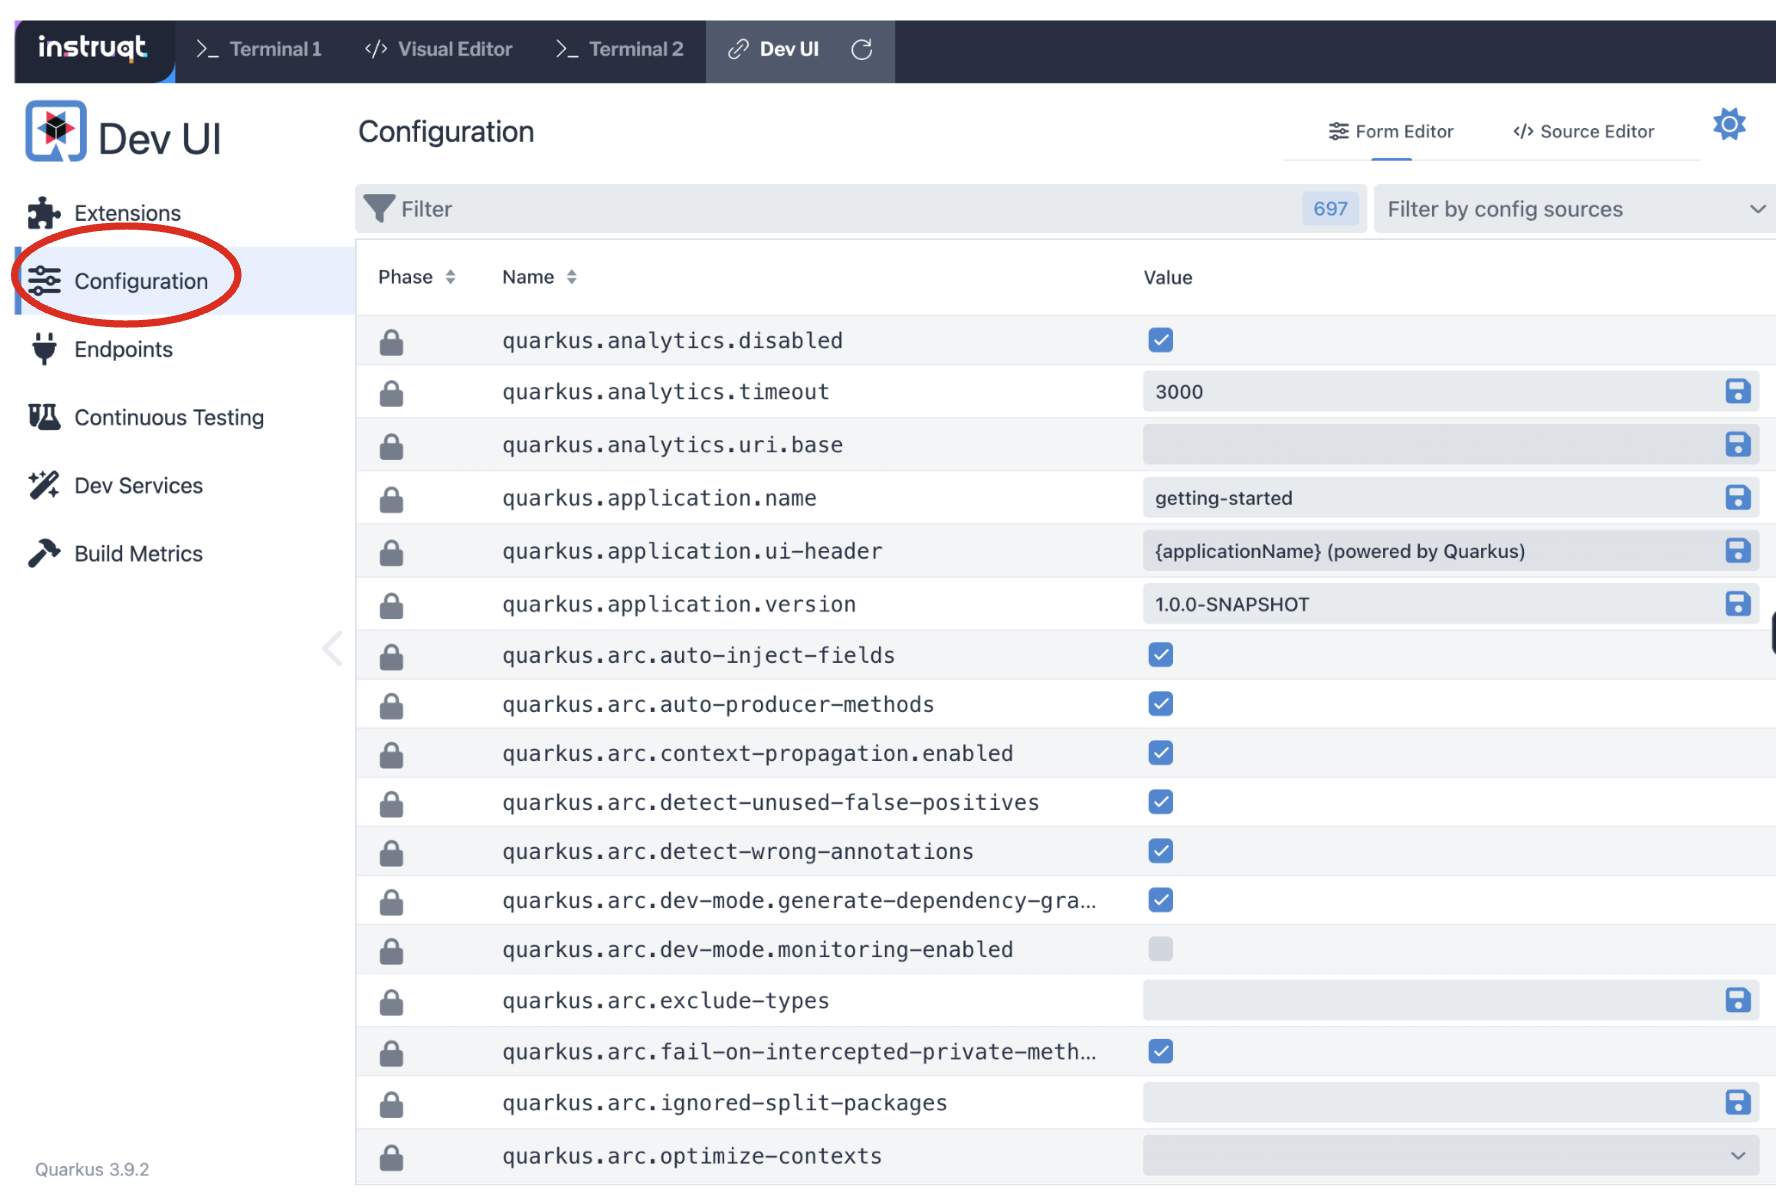 instruqt
>_ Terminal 1
</> Visual Editor
>_ Terminal 2
Dev UI
Dev UI
Configuration
Form Editor
</> Source Editor
Extensions
Configuration
Endpoints
Continuous Testing
Dev Services
Build Metrics
Quarkus 3.9.2
Filter
697
Filter by config sources
Phase Name Value
quarkus.analytics.disabled
quarkus.analytics.timeout 3000
quarkus.analytics.uri.base
quarkus.application.name getting-started
quarkus.application.ui-header {applicationName} (powered by Quarkus)
quarkus.application.version 1.0.0-SNAPSHOT
quarkus.arc.auto-inject-fields
quarkus.arc.auto-producer-methods
quarkus.arc.context-propagation.enabled
quarkus.arc.detect-unused-false-positives
quarkus.arc.detect-wrong-annotations
quarkus.arc.dev-mode.generate-dependency-gra...
quarkus.arc.dev-mode.monitoring-enabled
quarkus.arc.exclude-types
quarkus.arc.fail-on-intercepted-private-meth...
quarkus.arc.ignored-split-packages
quarkus.arc.optimize-contexts